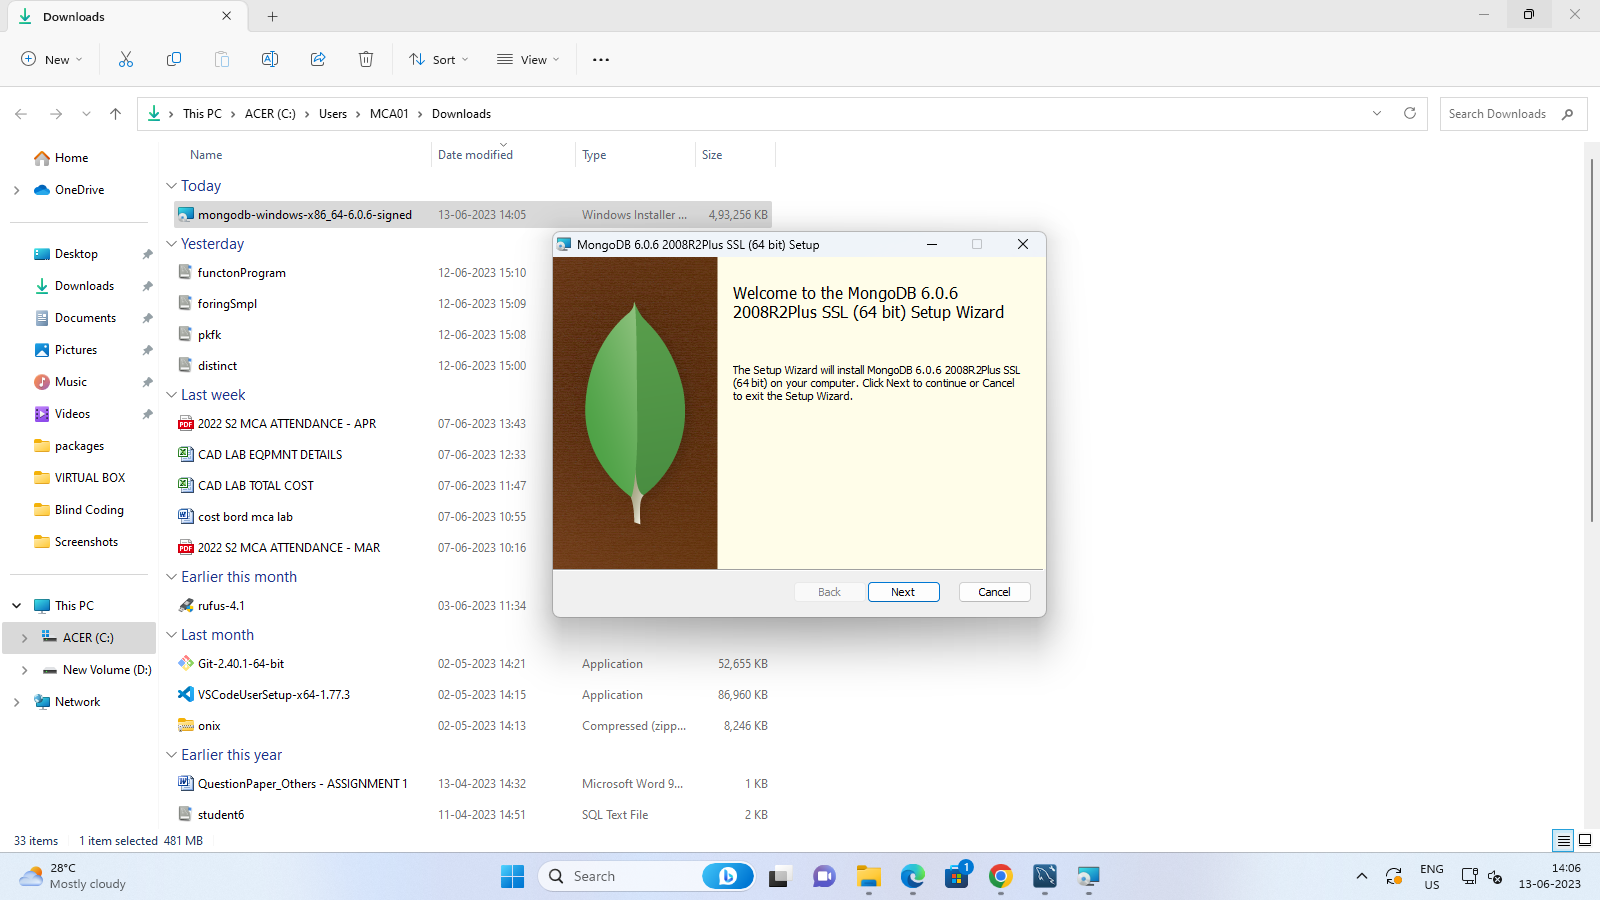 Downloads
New
Sort
View
This PC
ACER (C:)
Users
MCA01
Downloads
Search Downloads
Home
OneDrive
Desktop
Downloads
Documents
Pictures
Music
Videos
packages
VIRTUAL BOX
Blind Coding
Screenshots
This PC
ACER (C:)
New Volume (D:)
Network
Name Date modified Type Size
Today
mongodb-windows-x86_64-6.0.6-signed 13-06-2023 14:05 Windows Installer ... 4,93,256 KB
Yesterday
functonProgram 12-06-2023 15:10
foringSmpl 12-06-2023 15:09
pkfk 12-06-2023 15:08
distinct 12-06-2023 15:00
Last week
2022 S2 MCA ATTENDANCE - APR 07-06-2023 13:43
CAD LAB EQPMNT DETAILS 07-06-2023 12:33
CAD LAB TOTAL COST 07-06-2023 11:47
cost bord mca lab 07-06-2023 10:55
2022 S2 MCA ATTENDANCE - MAR 07-06-2023 10:16
Earlier this month
rufus-4.1 03-06-2023 11:34
Last month
Git-2.40.1-64-bit 02-05-2023 14:21 Application 52,655 KB
VSCodeUserSetup-x64-1.77.3 02-05-2023 14:15 Application 86,960 KB
onix 02-05-2023 14:13 Compressed (zipp... 8,246 KB
Earlier this year
QuestionPaper_Others - ASSIGNMENT 1 13-04-2023 14:32 Microsoft Word 9... 1 KB
student6 11-04-2023 14:51 SQL Text File 2 KB
MongoDB 6.0.6 2008R2Plus SSL (64 bit) Setup
Welcome to the MongoDB 6.0.6
2008R2Plus SSL (64 bit) Setup Wizard
The Setup Wizard will install MongoDB 6.0.6 2008R2Plus SSL
(64 bit) on your computer. Click Next to continue or Cancel
to exit the Setup Wizard.
Back
Next
Cancel
33 items 1 item selected 481 MB
28°C
Mostly cloudy
Search
1
ENG
US
14:06
13-06-2023